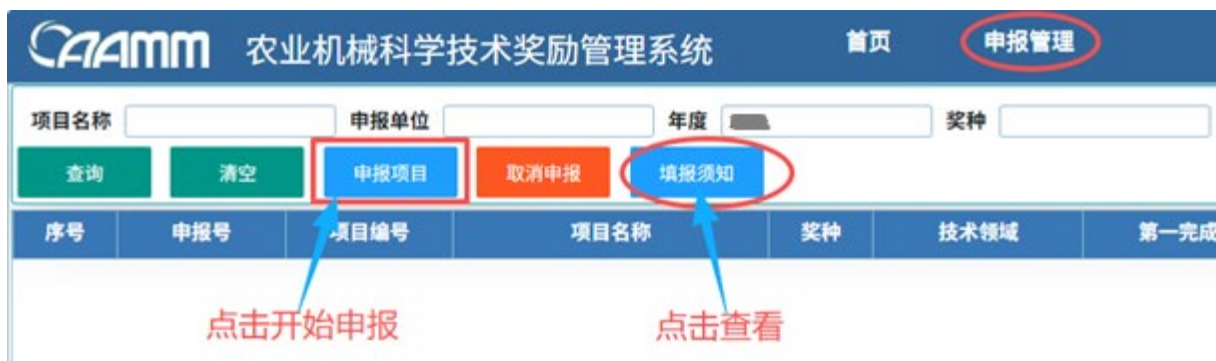 CAAMM 农业机械科学技术奖励管理系统 首页 申报管理
项目名称 申报单位 年度 奖种
查询 清空 申报项目 取消申报 填报须知
序号 申报号 项目编号 项目名称 奖种 技术领域 第一完成
点击开始申报 点击查看